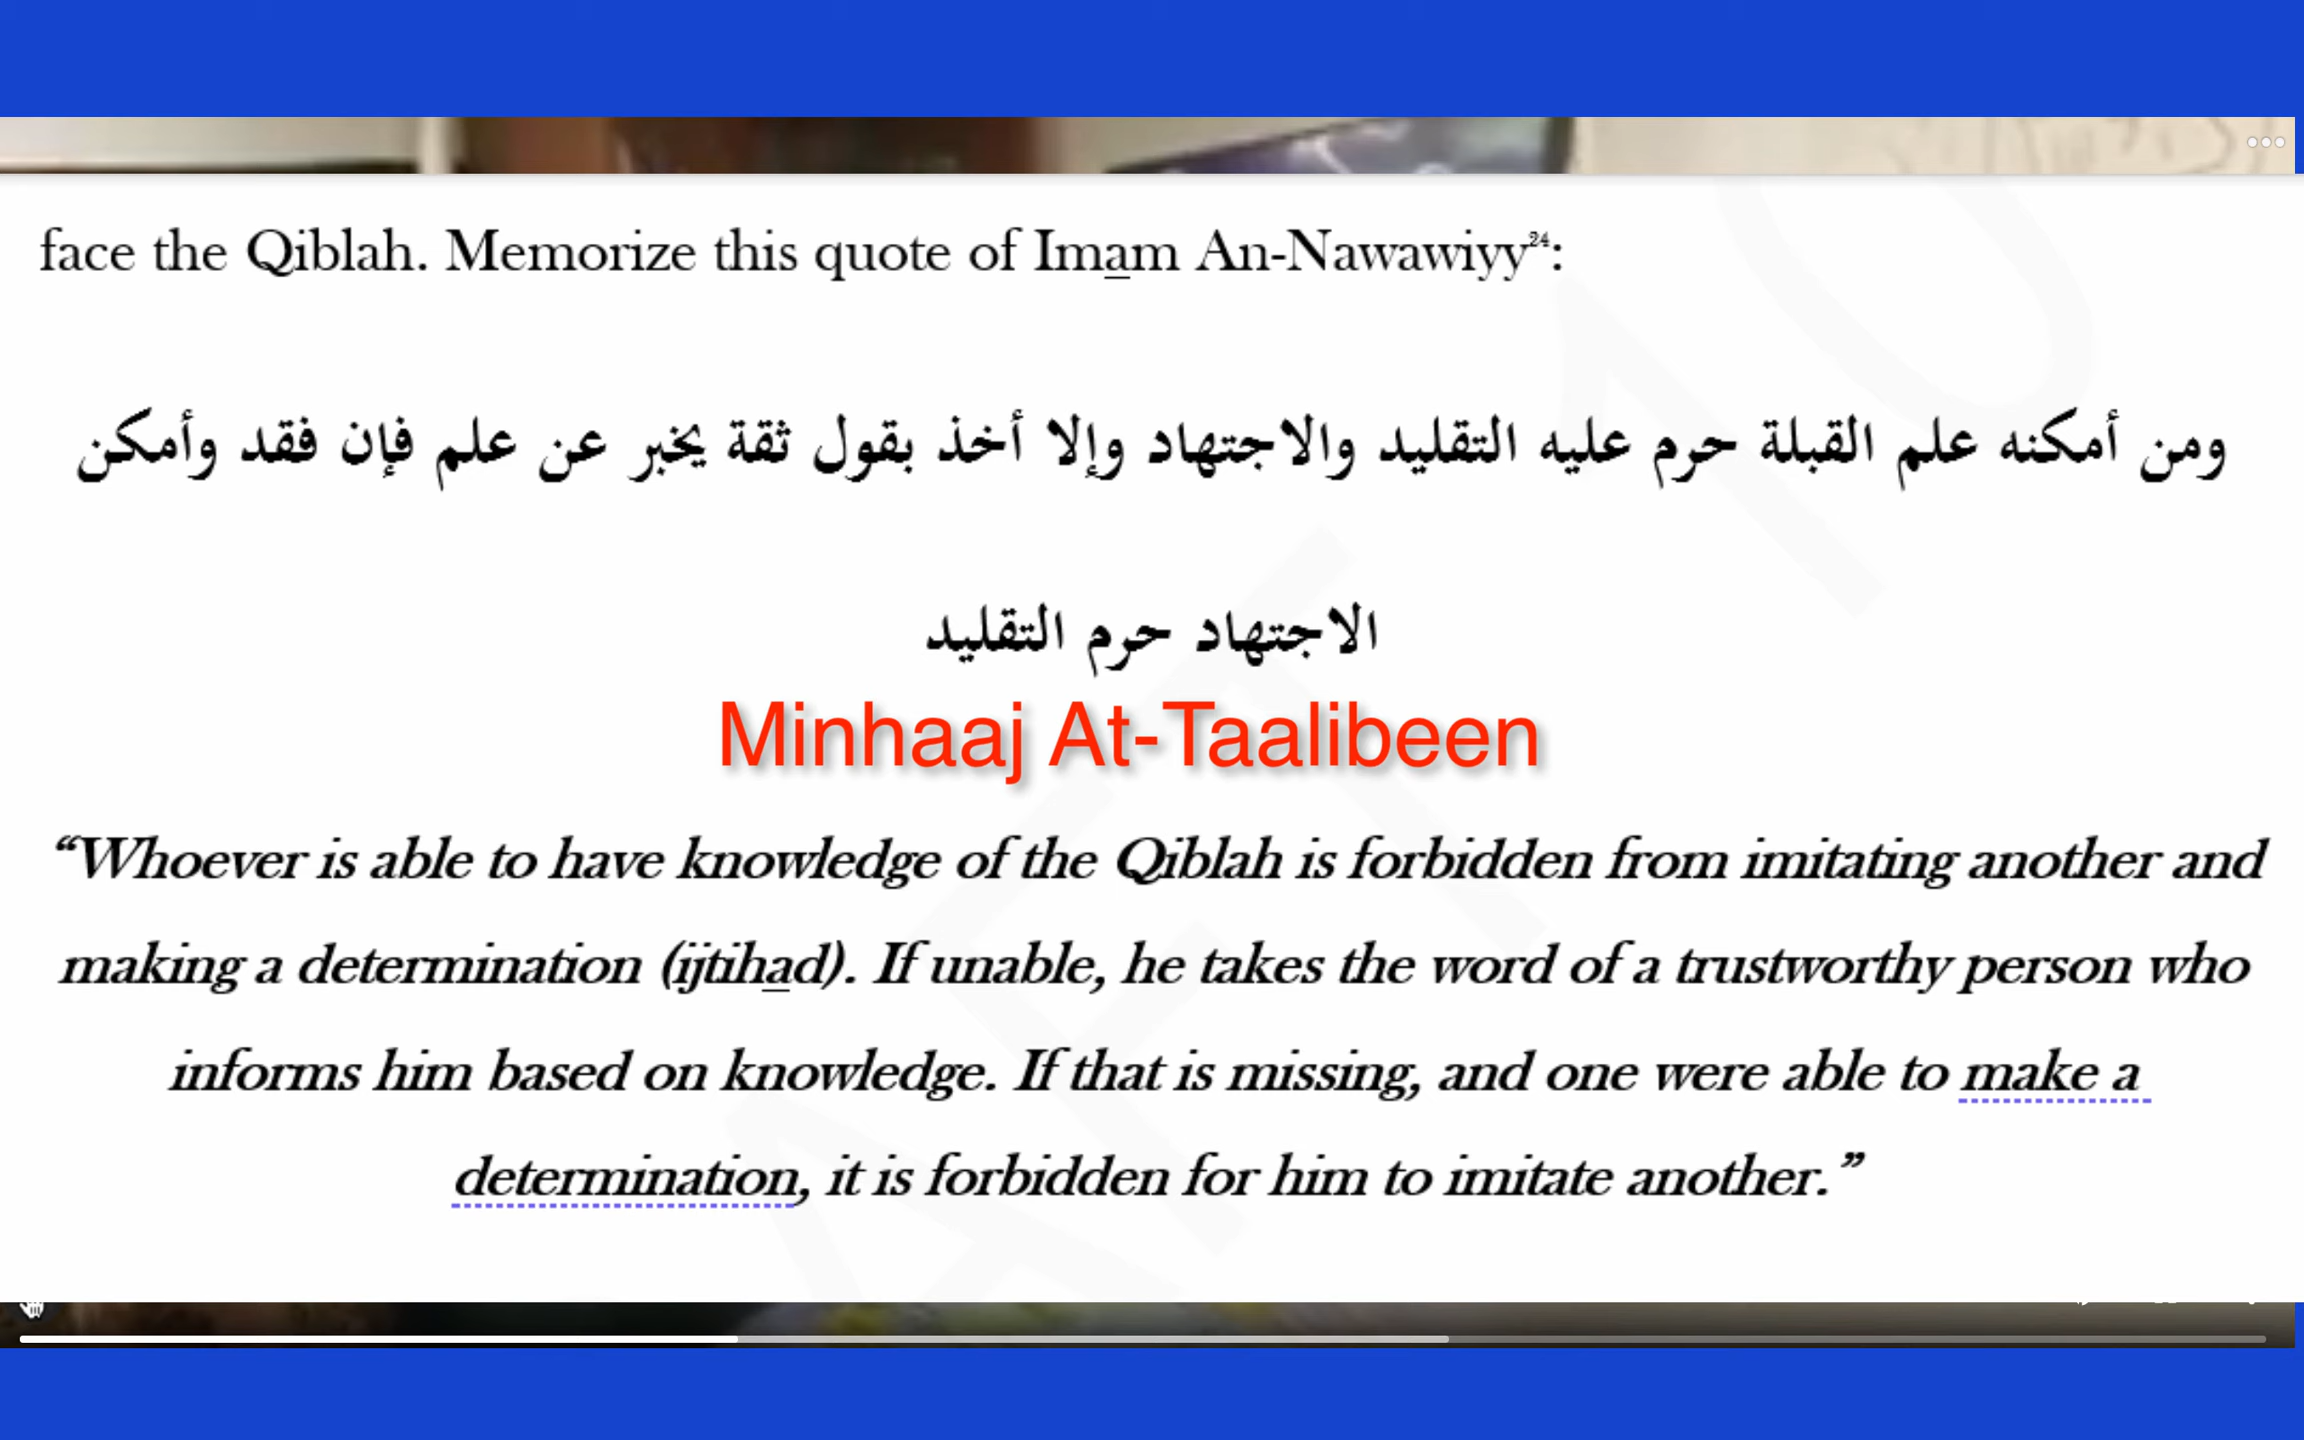 face the Qiblah. Memorize this quote of Imam An-Nawawiyy24:
ومن أمكنه علم القبلة حرم عليه التقليد والاجتهاد وإلا أخذ بقول ثقة يخبر عن علم فإن فقد وأمكن
الاجتهاد حرم التقليد
Minhaaj At-Taalibeen
“Whoever is able to have knowledge of the Qiblah is forbidden from imitating another and
making a determination (ijtihad). If unable, he takes the word of a trustworthy person who
informs him based on knowledge. If that is missing, and one were able to make a
determination, it is forbidden for him to imitate another.”